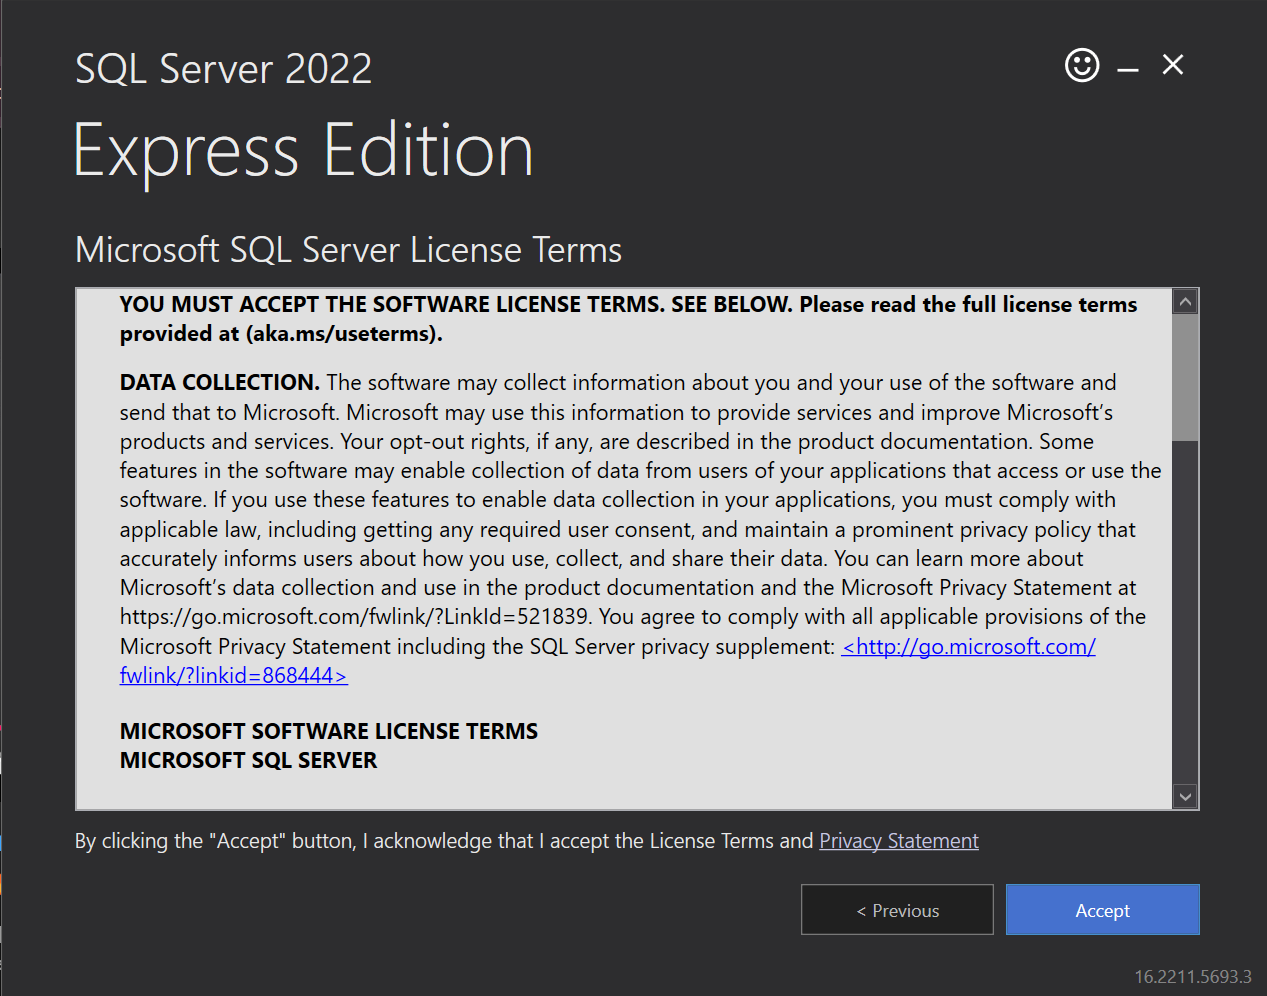 SQL Server 2022
Express Edition
Microsoft SQL Server License Terms
YOU MUST ACCEPT THE SOFTWARE LICENSE TERMS. SEE BELOW. Please read the full license terms
provided at (aka.ms/useterms).
DATA COLLECTION. The software may collect information about you and your use of the software and
send that to Microsoft. Microsoft may use this information to provide services and improve Microsoft’s
products and services. Your opt-out rights, if any, are described in the product documentation. Some
features in the software may enable collection of data from users of your applications that access or use the
software. If you use these features to enable data collection in your applications, you must comply with
applicable law, including getting any required user consent, and maintain a prominent privacy policy that
accurately informs users about how you use, collect, and share their data. You can learn more about
Microsoft’s data collection and use in the product documentation and the Microsoft Privacy Statement at
https://go.microsoft.com/fwlink/?LinkId=521839. You agree to comply with all applicable provisions of the
Microsoft Privacy Statement including the SQL Server privacy supplement: <http://go.microsoft.com/
fwlink/?linkid=868444>
MICROSOFT SOFTWARE LICENSE TERMS
MICROSOFT SQL SERVER
By clicking the "Accept" button, I acknowledge that I accept the License Terms and Privacy Statement
< Previous
Accept
16.2211.5693.3